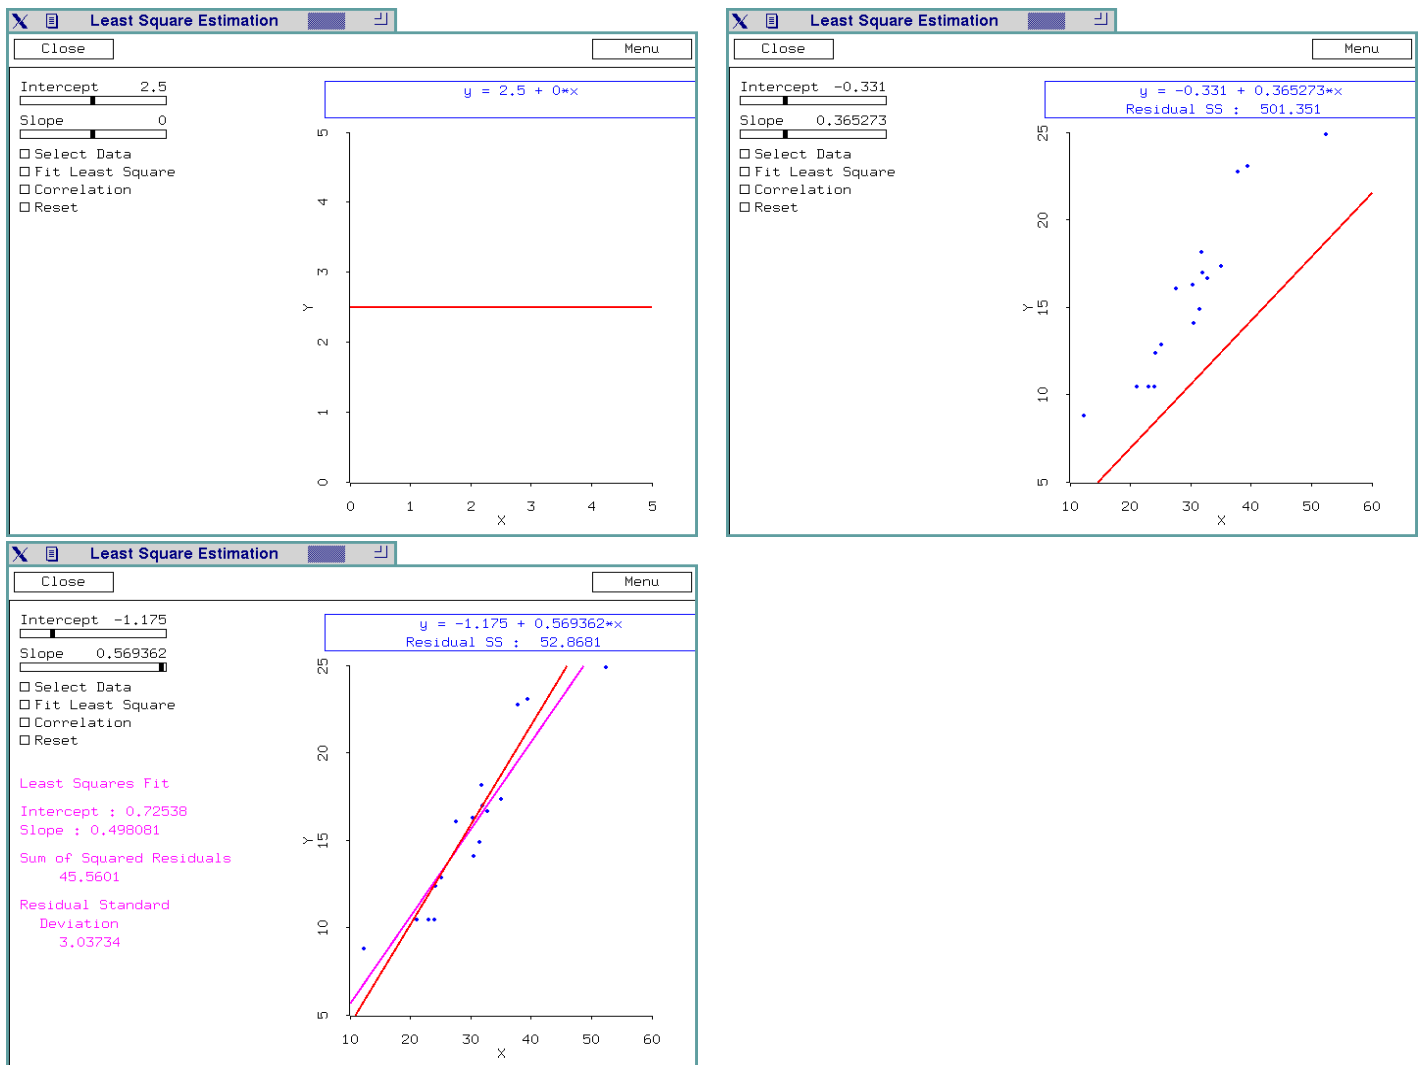 Least Square Estimation
Close Menu
Intercept 2.5
Slope 0
Select Data
Fit Least Square
Correlation
Reset
y = 2.5 + 0*x
5
4
3
2
1
0
Y
0 1 2 3 4 5
X
Least Square Estimation
Close Menu
Intercept -0.331
Slope 0.365273
Select Data
Fit Least Square
Correlation
Reset
y = -0.331 + 0.365273*x
Residual SS : 501.351
25
20
15
10
5
Y
10 20 30 40 50 60
X
Least Square Estimation
Close Menu
Intercept -1.175
Slope 0.569362
Select Data
Fit Least Square
Correlation
Reset
Least Squares Fit
Intercept : 0.72538
Slope : 0.498081
Sum of Squared Residuals
45.5601
Residual Standard
Deviation
3.03734
y = -1.175 + 0.569362*x
Residual SS : 52.8681
25
20
15
10
5
Y
10 20 30 40 50 60
X